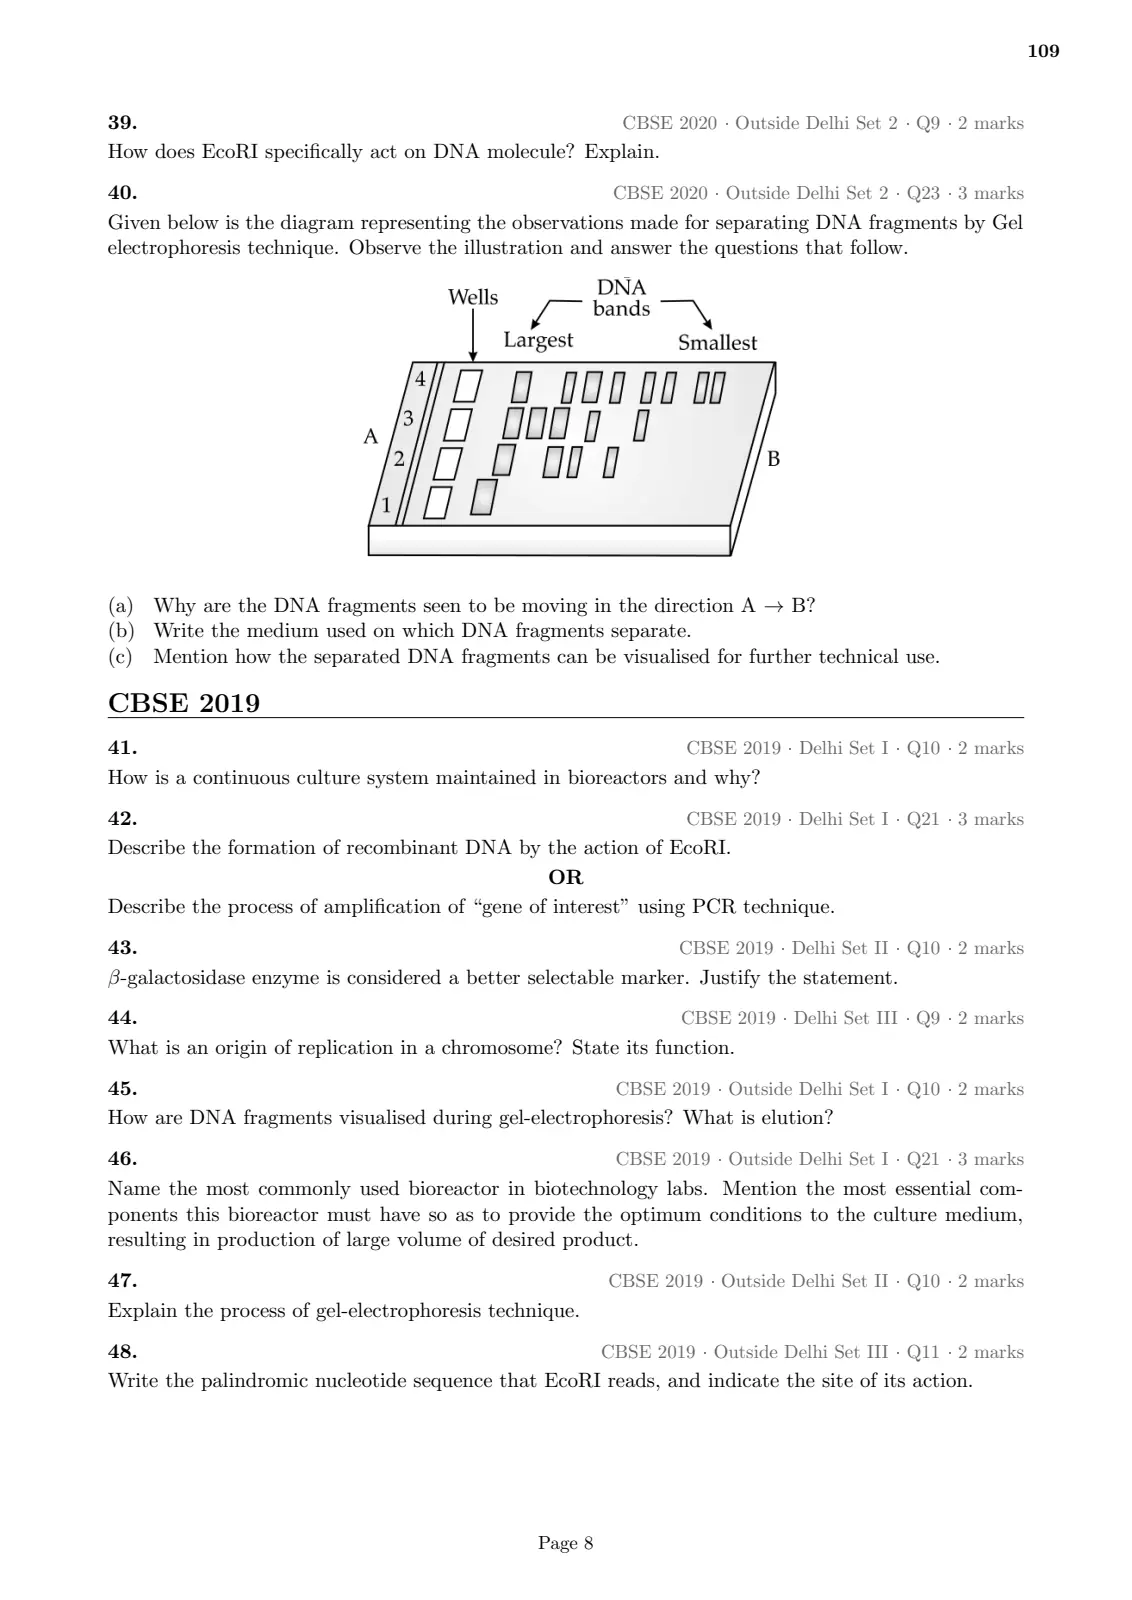 109
39. CBSE 2020 · Outside Delhi Set 2 · Q9 · 2 marks
How does EcoRI specifically act on DNA molecule? Explain.
40. CBSE 2020 · Outside Delhi Set 2 · Q23 · 3 marks
Given below is the diagram representing the observations made for separating DNA fragments by Gel
electrophoresis technique. Observe the illustration and answer the questions that follow.
DNA
bands
Wells
Largest
Smallest
4
3
A
2
B
1
(a) Why are the DNA fragments seen to be moving in the direction A → B?
(b) Write the medium used on which DNA fragments separate.
(c) Mention how the separated DNA fragments can be visualised for further technical use.
CBSE 2019
41. CBSE 2019 · Delhi Set I · Q10 · 2 marks
How is a continuous culture system maintained in bioreactors and why?
42. CBSE 2019 · Delhi Set I · Q21 · 3 marks
Describe the formation of recombinant DNA by the action of EcoRI.
OR
Describe the process of amplification of “gene of interest” using PCR technique.
43. CBSE 2019 · Delhi Set II · Q10 · 2 marks
β-galactosidase enzyme is considered a better selectable marker. Justify the statement.
44. CBSE 2019 · Delhi Set III · Q9 · 2 marks
What is an origin of replication in a chromosome? State its function.
45. CBSE 2019 · Outside Delhi Set I · Q10 · 2 marks
How are DNA fragments visualised during gel-electrophoresis? What is elution?
46. CBSE 2019 · Outside Delhi Set I · Q21 · 3 marks
Name the most commonly used bioreactor in biotechnology labs. Mention the most essential com-
ponents this bioreactor must have so as to provide the optimum conditions to the culture medium,
resulting in production of large volume of desired product.
47. CBSE 2019 · Outside Delhi Set II · Q10 · 2 marks
Explain the process of gel-electrophoresis technique.
48. CBSE 2019 · Outside Delhi Set III · Q11 · 2 marks
Write the palindromic nucleotide sequence that EcoRI reads, and indicate the site of its action.
Page 8